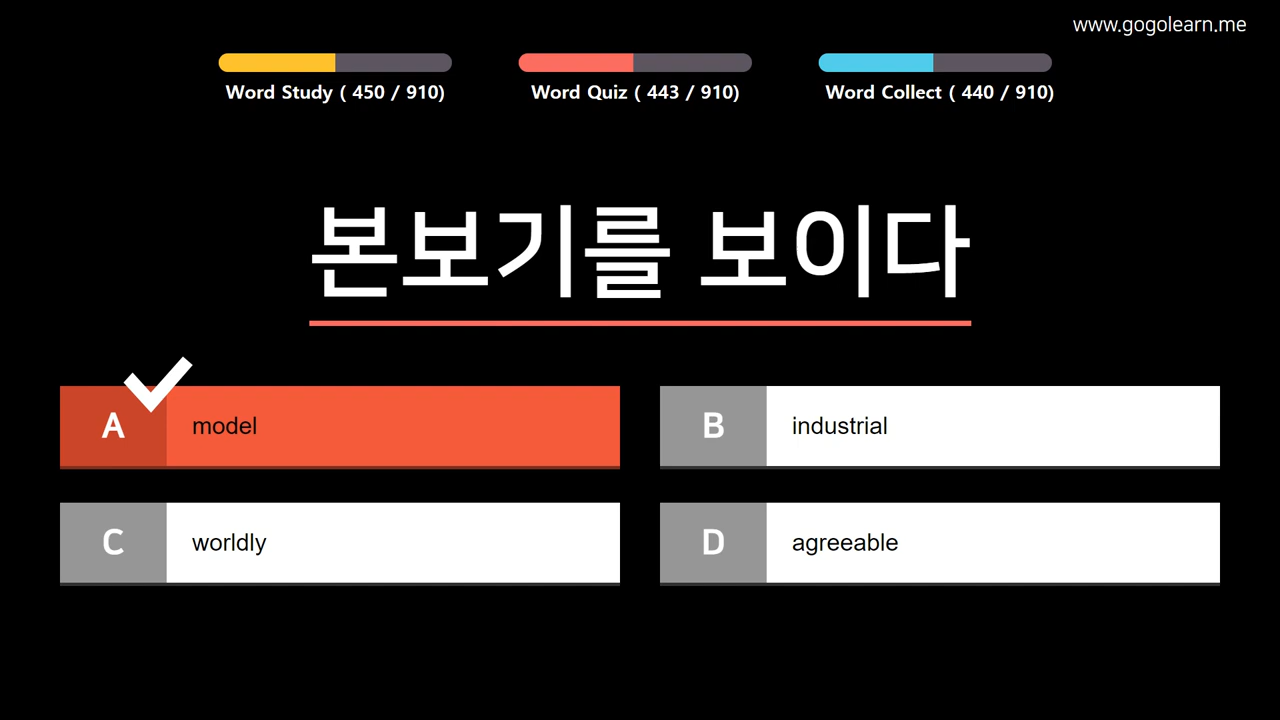 www.gogolearn.me
Word Study ( 450 / 910)
Word Quiz ( 443 / 910)
Word Collect ( 440 / 910)
본보기를 보이다
A model
B industrial
C worldly
D agreeable